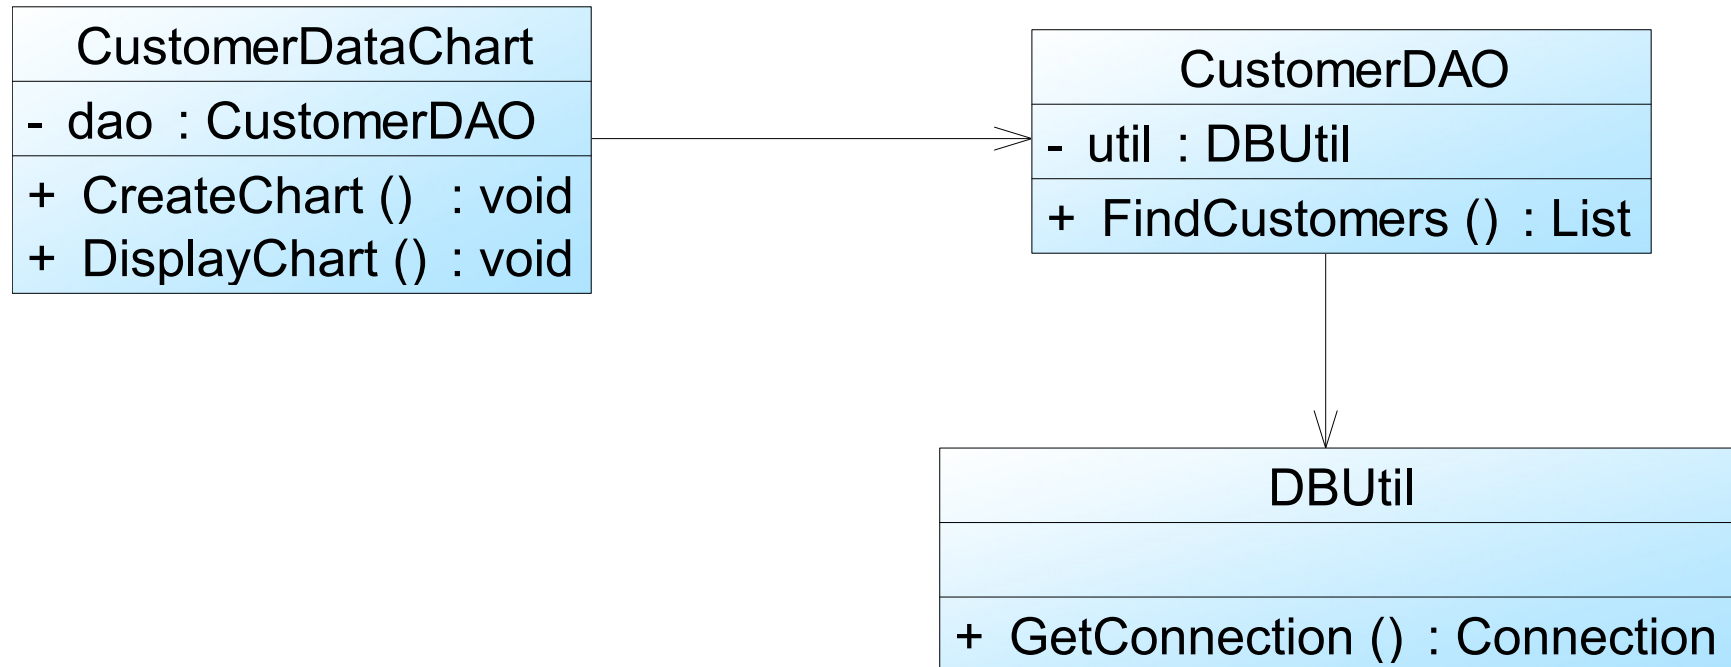 CustomerDataChart
- dao : CustomerDAO
+ CreateChart () : void
+ DisplayChart () : void
CustomerDAO
- util : DBUtil
+ FindCustomers () : List
DBUtil
+ GetConnection () : Connection